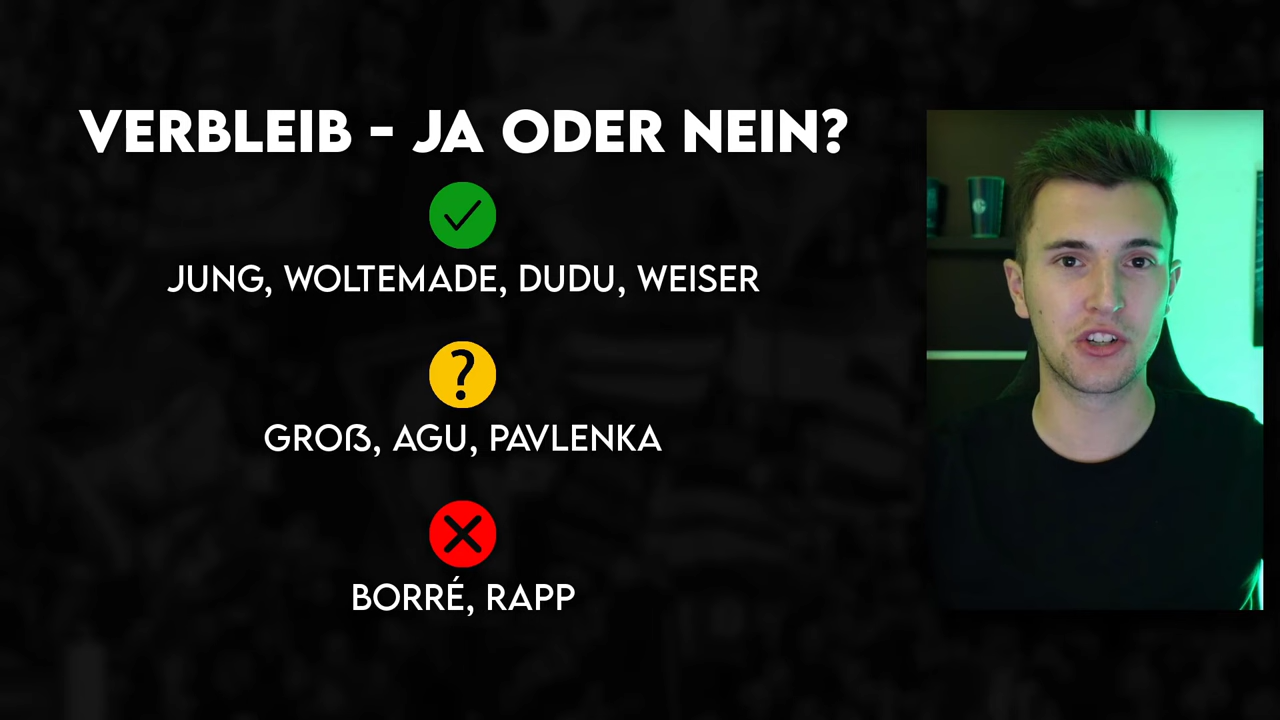 VERBLEIB - JA ODER NEIN?
JUNG, WOLTEMADE, DUDU, WEISER
?
GROß, AGU, PAVLENKA
BORRÉ, RAPP